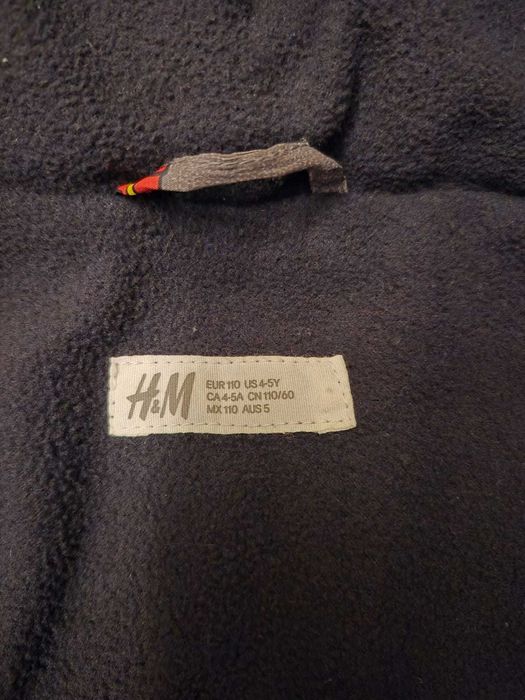 H&M
EUR 110 US 4-5Y
CA 4-5A CN 110/60
MX 110 AUS 5